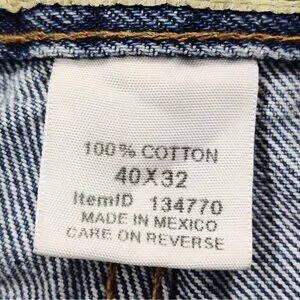 100% COTTON
40X32
ItemID 134770
MADE IN MEXICO
CARE ON REVERSE